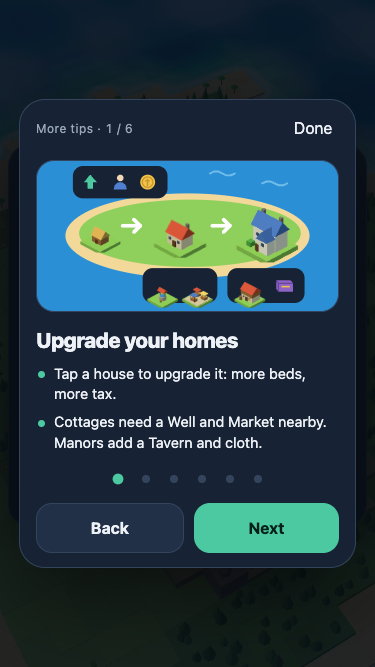 More tips · 1 / 6
Done
Upgrade your homes
Tap a house to upgrade it: more beds,
more tax.
Cottages need a Well and Market nearby.
Manors add a Tavern and cloth.
Back
Next